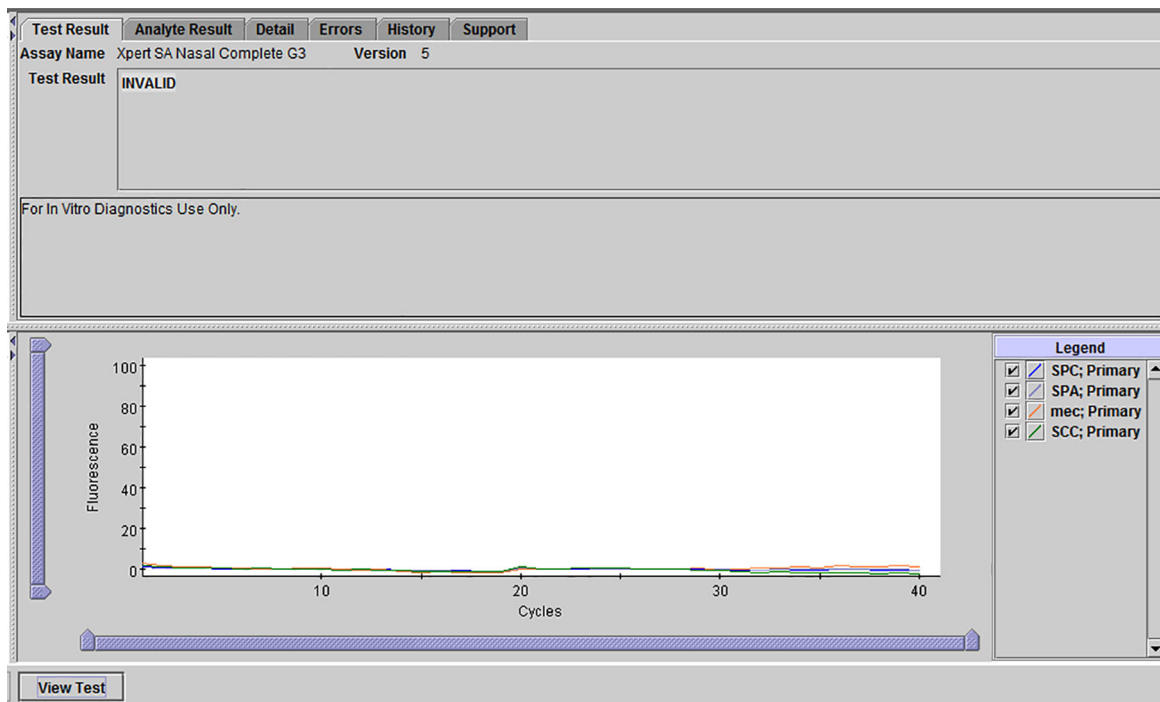 Test Result Analyte Result Detail Errors History Support
Assay Name Xpert SA Nasal Complete G3 Version 5
Test Result INVALID
For In Vitro Diagnostics Use Only.
100
80
60
40
20
0
Fluorescence
10 20 30 40
Cycles
Legend
SPC; Primary
SPA; Primary
mec; Primary
SCC; Primary
View Test